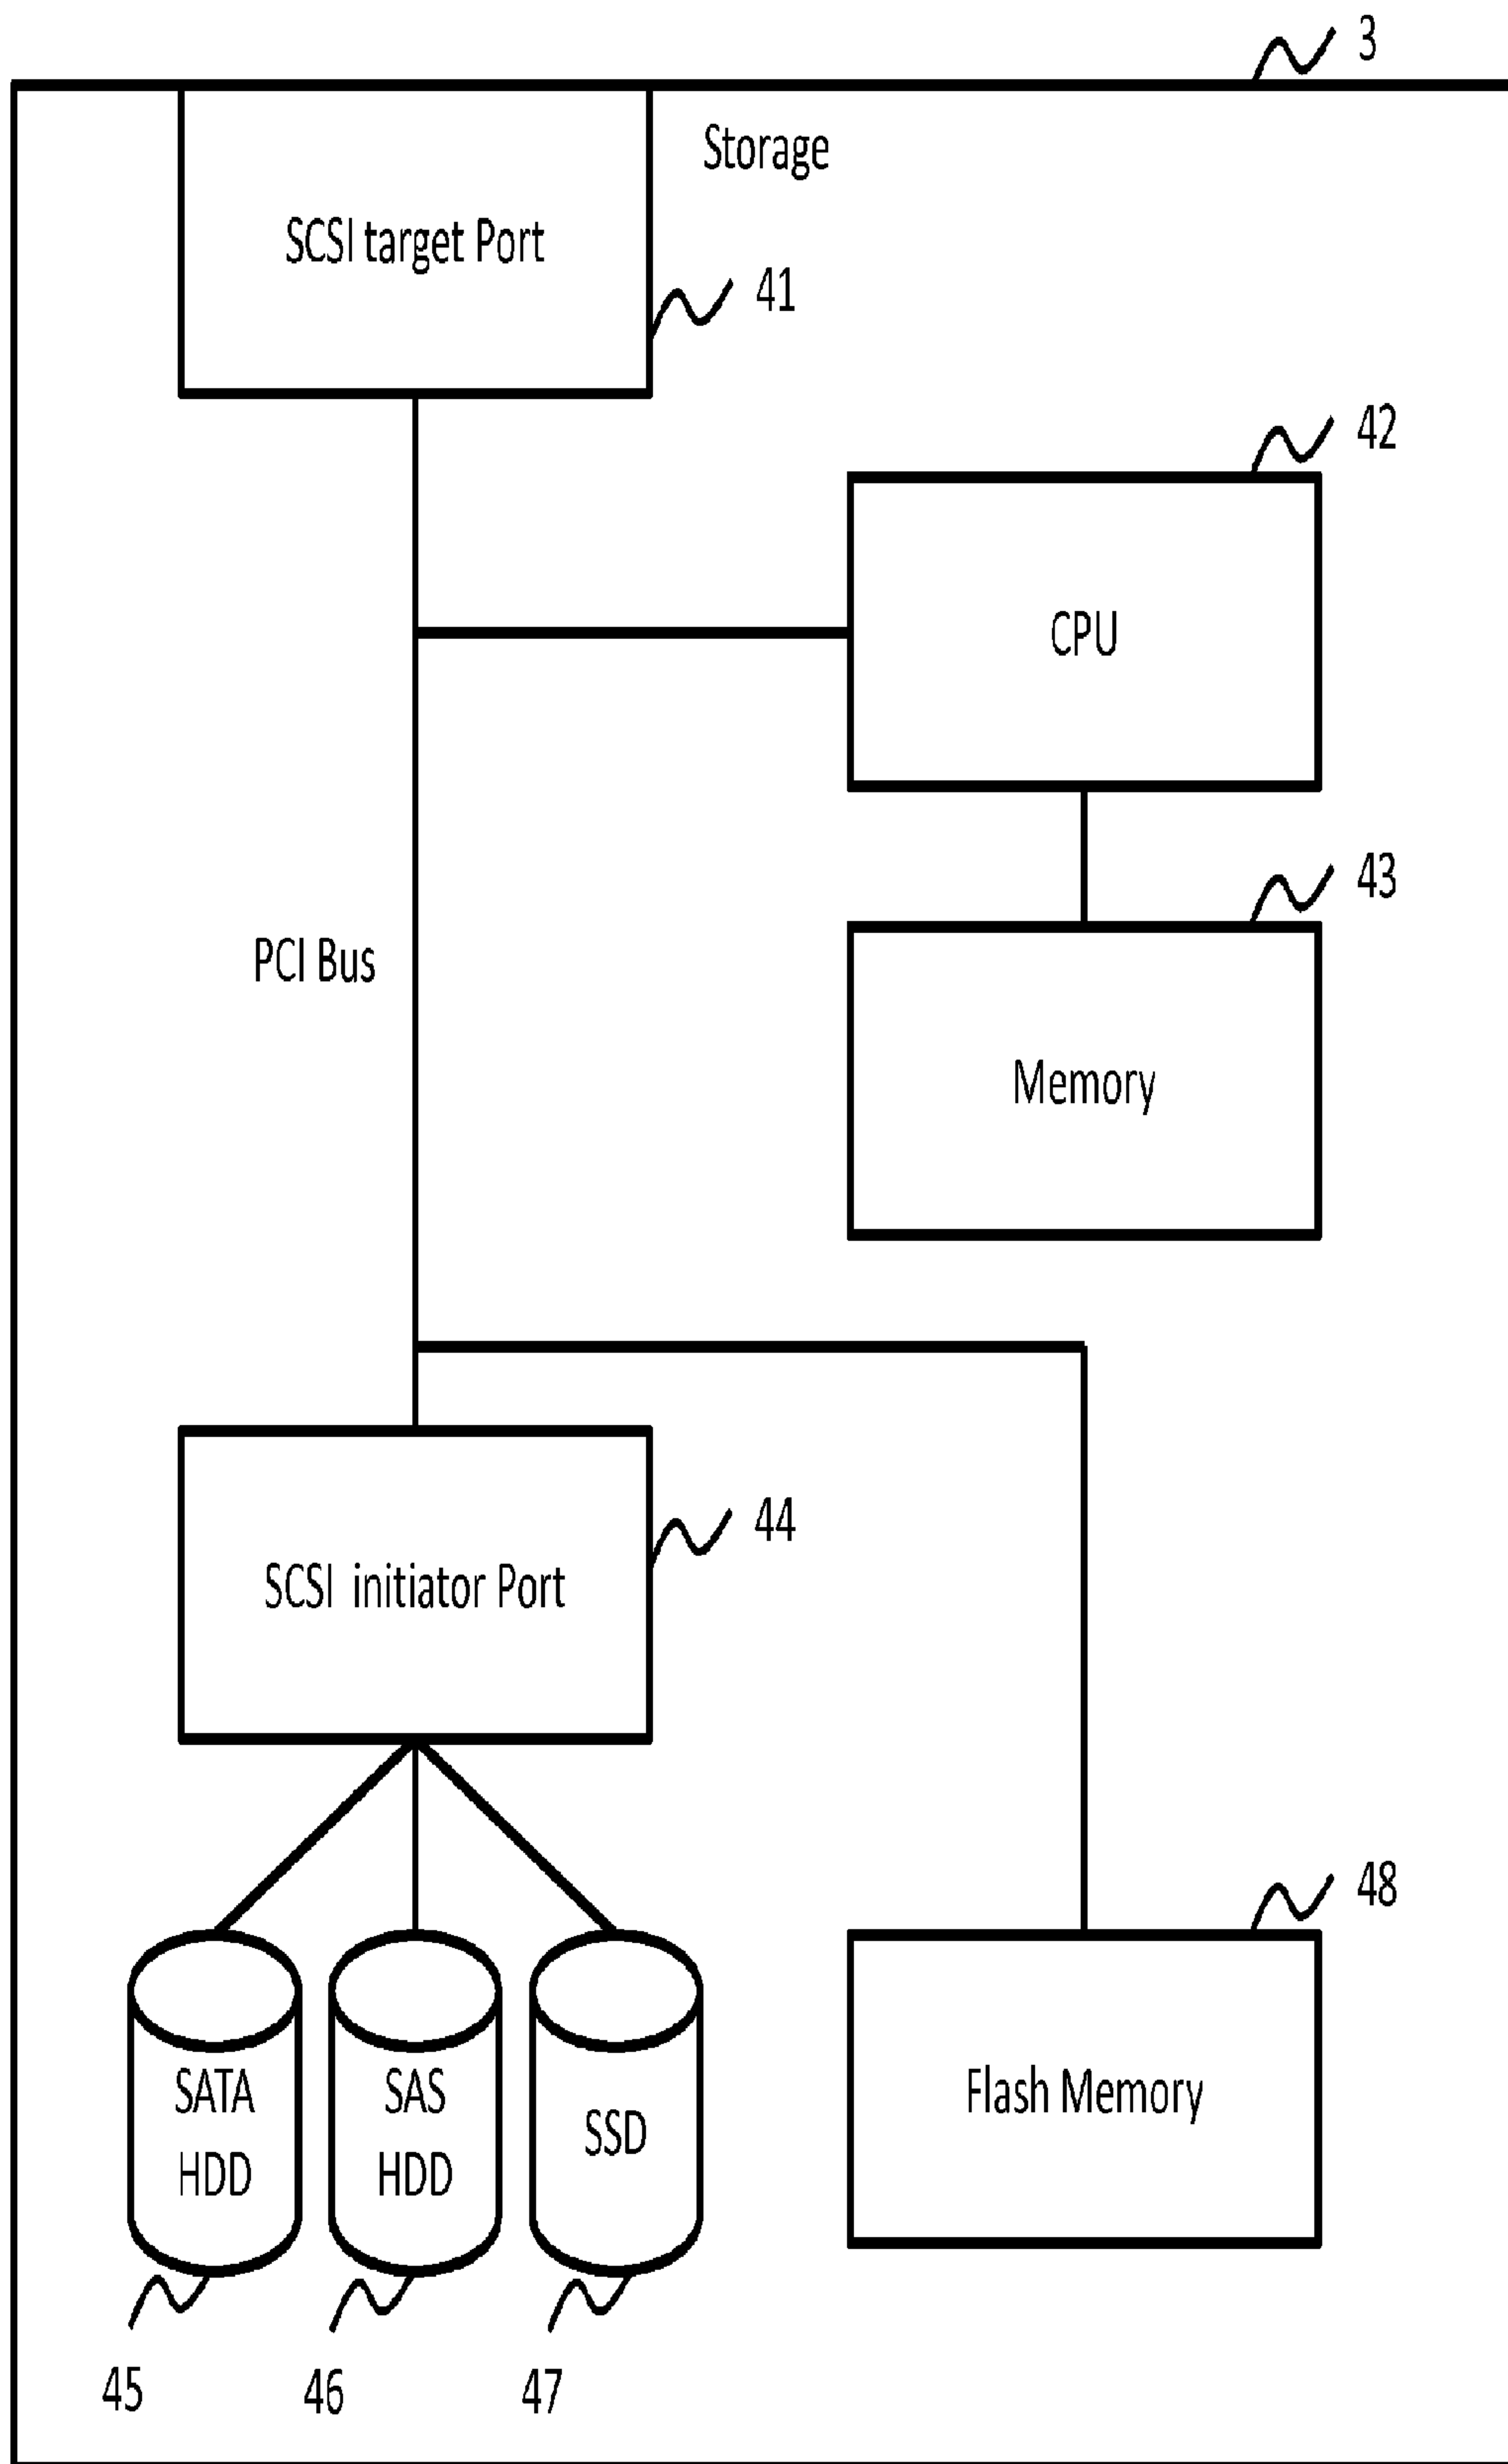 3
Storage
SCSI target Port
41
42
CPU
43
PCI Bus
Memory
44
SCSI initiator Port
48
SATA
HDD
SAS
HDD
SSD
Flash Memory
45
46
47